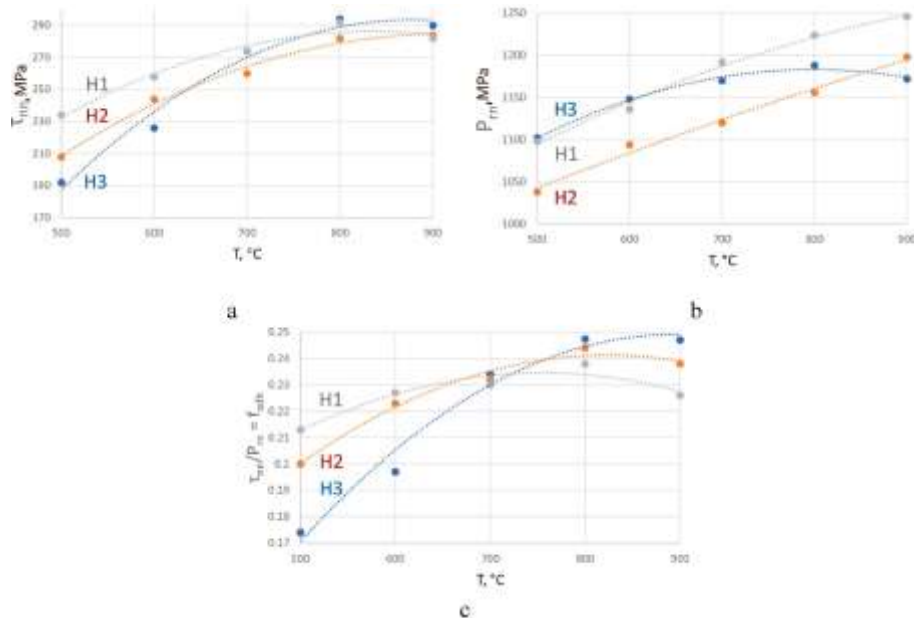 290
270
250
230
210
190
170
τnn, MPa
H1
H2
H3
500
600
700
800
900
T, °C
a
1250
1200
1150
1100
1050
1000
Prn, MPa
H3
H1
H2
500
600
700
800
900
T, °C
b
0.25
0.24
0.23
0.22
0.21
0.2
0.19
0.18
0.17
H1
H2
H3
500
600
700
800
900
T, °C
c